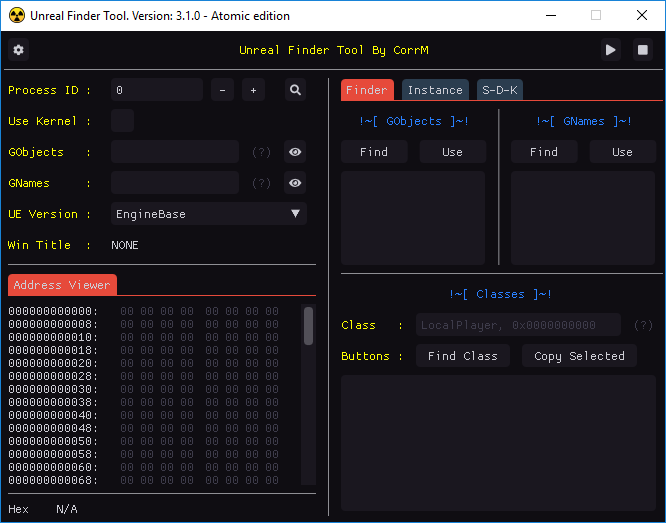 Unreal Finder Tool. Version: 3.1.0 - Atomic edition
Unreal Finder Tool By CorrM
Process ID : 0 - +
Use Kernel :
GObjects : (?)
GNames : (?)
UE Version : EngineBase
Win Title : NONE
Address Viewer
000000000000: 00 00 00 00 00 00 00 00
000000000008: 00 00 00 00 00 00 00 00
000000000010: 00 00 00 00 00 00 00 00
000000000018: 00 00 00 00 00 00 00 00
000000000020: 00 00 00 00 00 00 00 00
000000000028: 00 00 00 00 00 00 00 00
000000000030: 00 00 00 00 00 00 00 00
000000000038: 00 00 00 00 00 00 00 00
000000000040: 00 00 00 00 00 00 00 00
000000000048: 00 00 00 00 00 00 00 00
000000000050: 00 00 00 00 00 00 00 00
000000000058: 00 00 00 00 00 00 00 00
000000000060: 00 00 00 00 00 00 00 00
000000000068: 00 00 00 00 00 00 00 00
Hex N/A
Finder Instance S-D-K
!~[ GObjects ]~! !~[ GNames ]~!
Find Use Find Use
!~[ Classes ]~!
Class : LocalPlayer, 0x0000000000 (?)
Buttons : Find Class Copy Selected